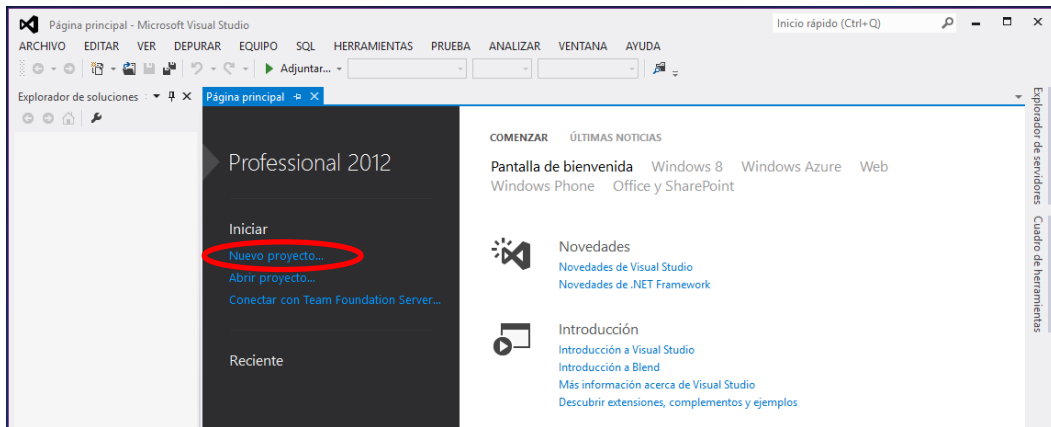 Página principal - Microsoft Visual Studio
Inicio rápido (Ctrl+Q)
ARCHIVO EDITAR VER DEPURAR EQUIPO SQL HERRAMIENTAS PRUEBA ANALIZAR VENTANA AYUDA
Adjuntar...
Explorador de soluciones
Página principal
Professional 2012
Iniciar
Nuevo proyecto...
Abrir proyecto...
Conectar con Team Foundation Server...
Reciente
COMENZAR ÚLTIMAS NOTICIAS
Pantalla de bienvenida Windows 8 Windows Azure Web
Windows Phone Office y SharePoint
Novedades
Novedades de Visual Studio
Novedades de .NET Framework
Introducción
Introducción a Visual Studio
Introducción a Blend
Más información acerca de Visual Studio
Descubrir extensiones, complementos y ejemplos
Explorador de servidores
Cuadro de herramientas